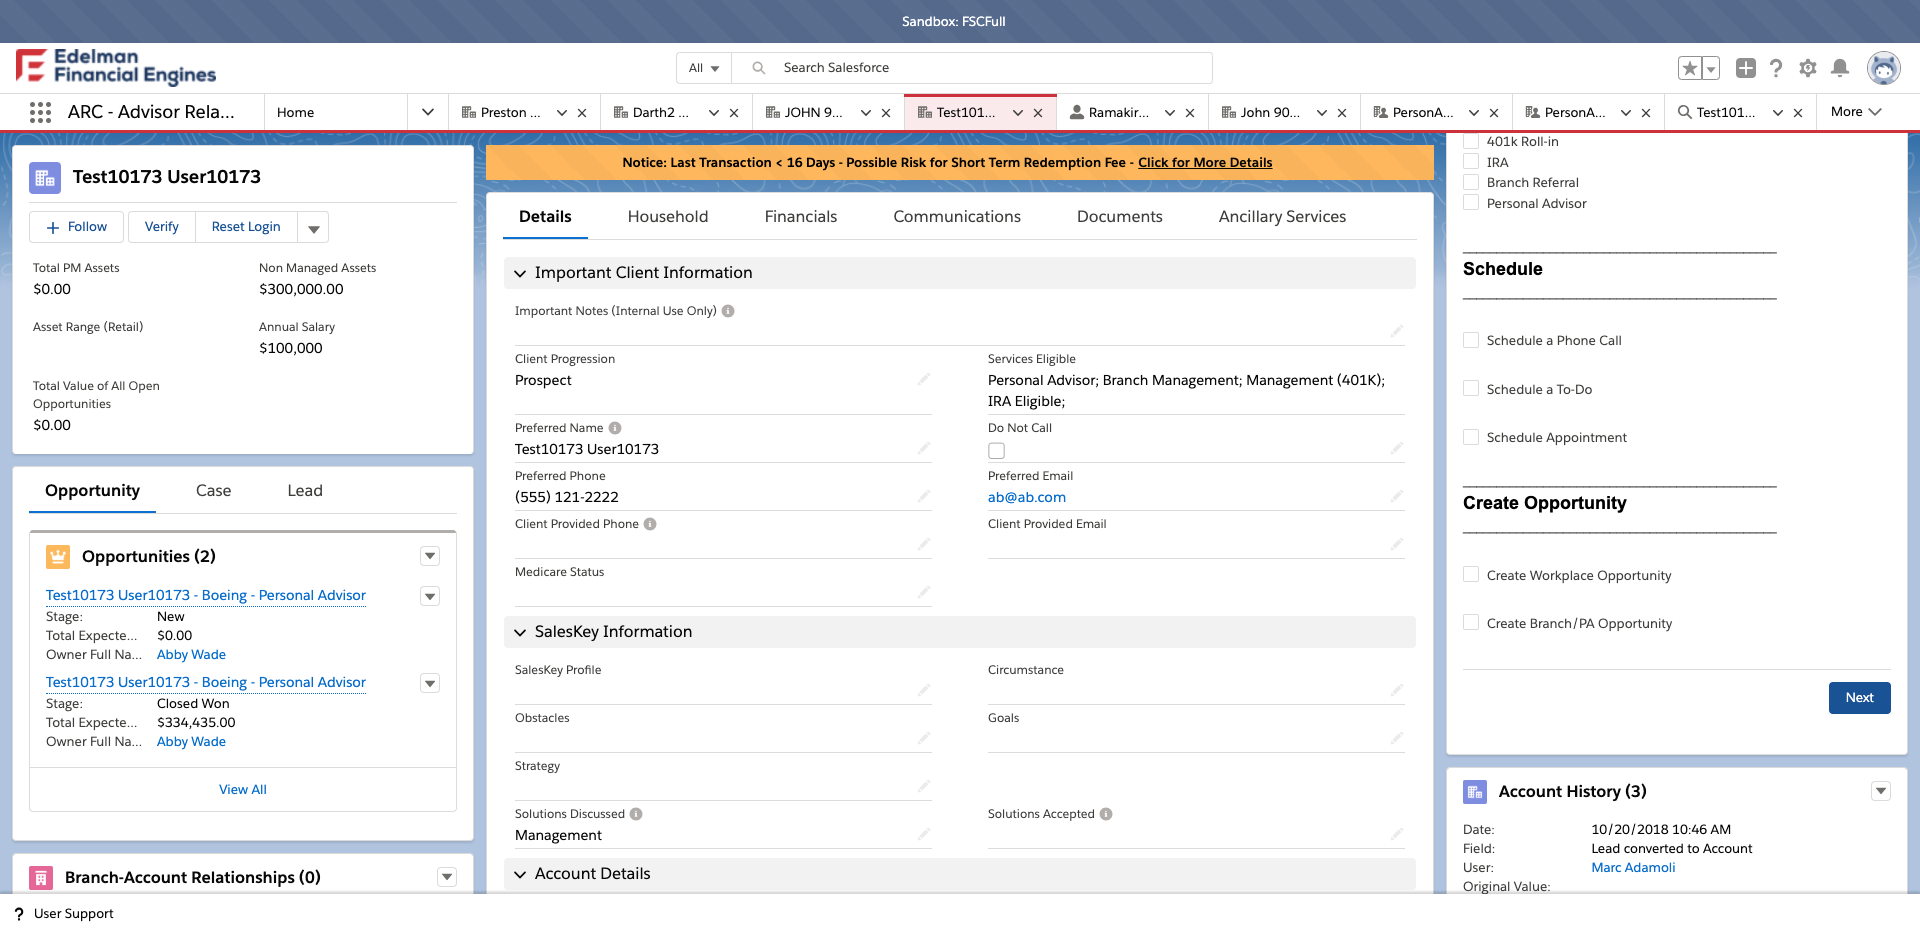 Sandbox: FSCFull
Edelman
Financial Engines
All
Search Salesforce
ARC - Advisor Rela...
Home
Preston ...
Darth2 ...
JOHN 9...
Test101...
Ramakir...
John 90...
PersonA...
PersonA...
Test101...
More
Test10173 User10173
Follow
Verify
Reset Login
Total PM Assets
$0.00
Non Managed Assets
$300,000.00
Asset Range (Retail)
Annual Salary
$100,000
Total Value of All Open
Opportunities
$0.00
Opportunity
Case
Lead
Opportunities (2)
Test10173 User10173 - Boeing - Personal Advisor
Stage: New
Total Expecte... $0.00
Owner Full Na... Abby Wade
Test10173 User10173 - Boeing - Personal Advisor
Stage: Closed Won
Total Expecte... $334,435.00
Owner Full Na... Abby Wade
View All
Branch-Account Relationships (0)
Notice: Last Transaction < 16 Days - Possible Risk for Short Term Redemption Fee - Click for More Details
Details
Household
Financials
Communications
Documents
Ancillary Services
Important Client Information
Important Notes (Internal Use Only)
Client Progression
Prospect
Services Eligible
Personal Advisor; Branch Management; Management (401K);
IRA Eligible;
Preferred Name
Test10173 User10173
Do Not Call
Preferred Phone
(555) 121-2222
Preferred Email
ab@ab.com
Client Provided Phone
Client Provided Email
Medicare Status
SalesKey Information
SalesKey Profile
Circumstance
Obstacles
Goals
Strategy
Solutions Discussed
Management
Solutions Accepted
Account Details
401k Roll-in
IRA
Branch Referral
Personal Advisor
Schedule
Schedule a Phone Call
Schedule a To-Do
Schedule Appointment
Create Opportunity
Create Workplace Opportunity
Create Branch/PA Opportunity
Next
Account History (3)
Date: 10/20/2018 10:46 AM
Field: Lead converted to Account
User: Marc Adamoli
Original Value:
? User Support